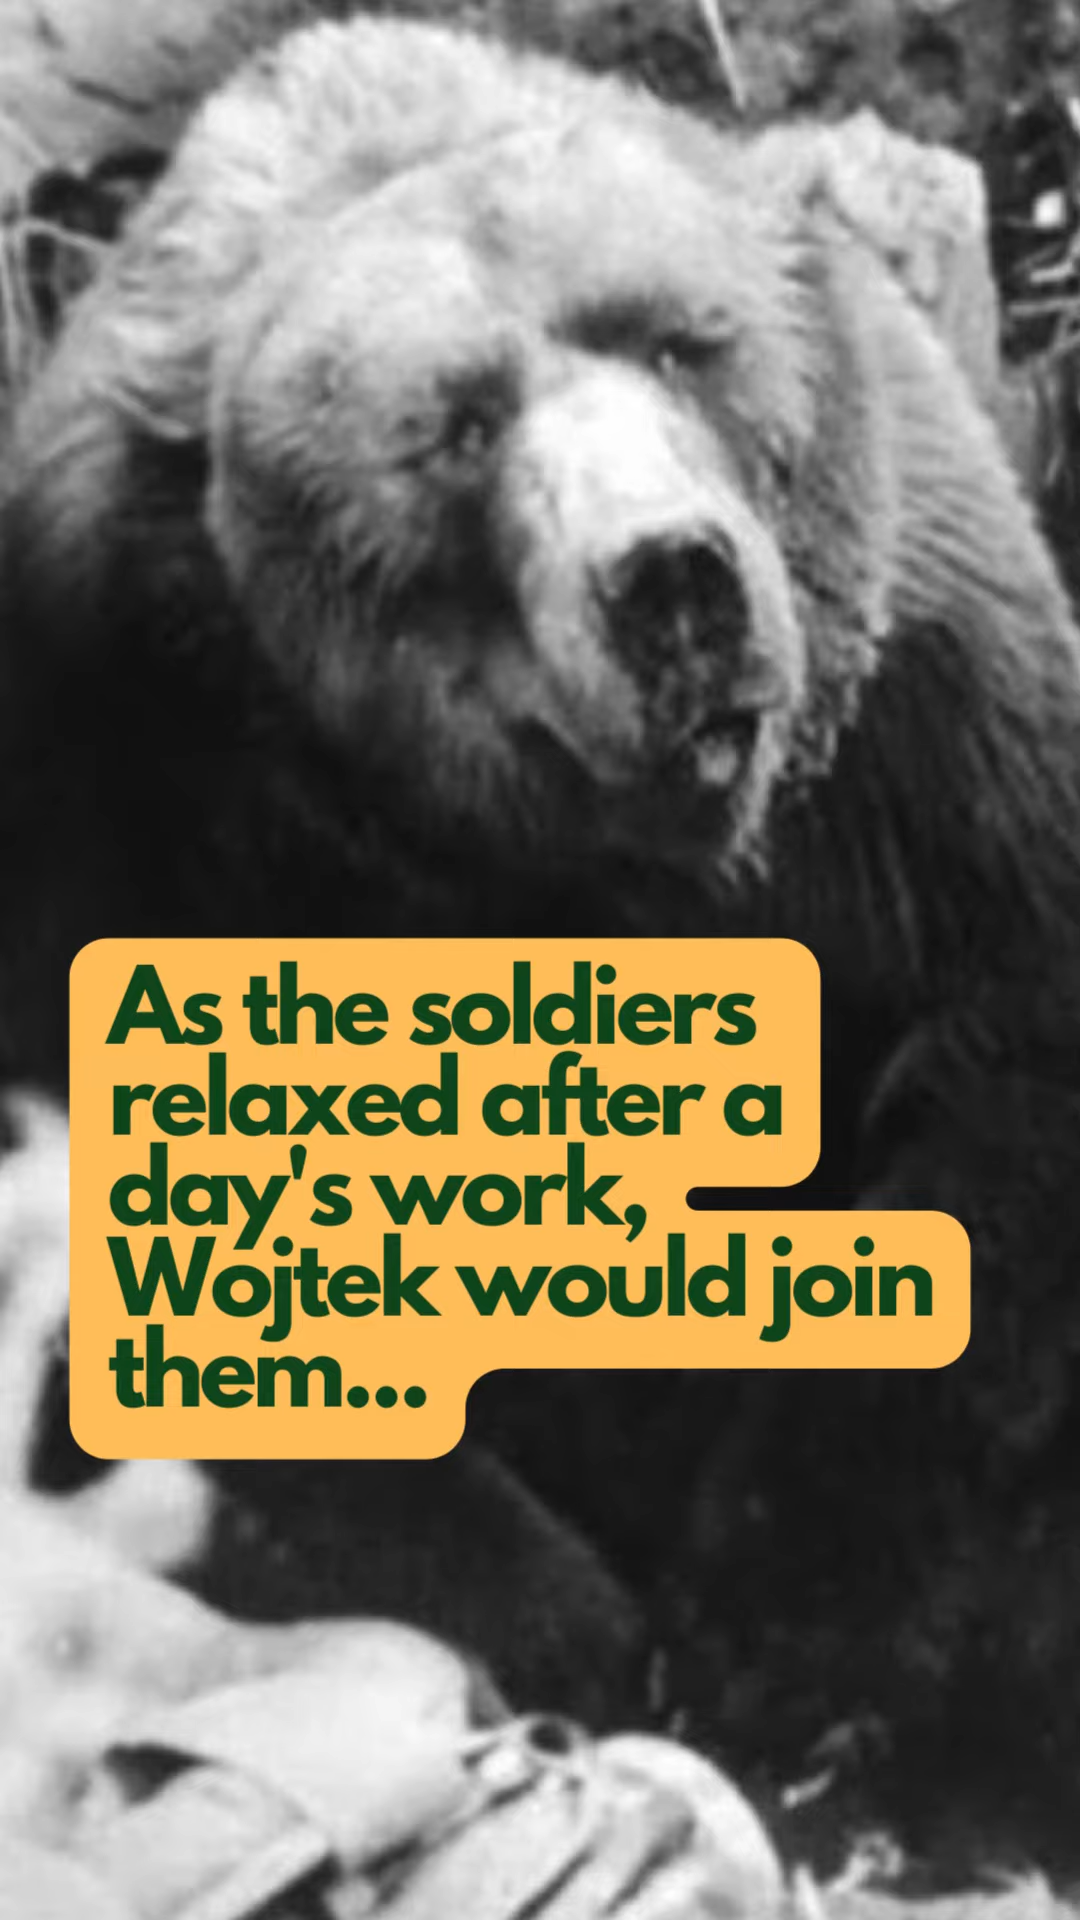 As the soldiers
relaxed after a
day's work,
Wojtek would join
them...